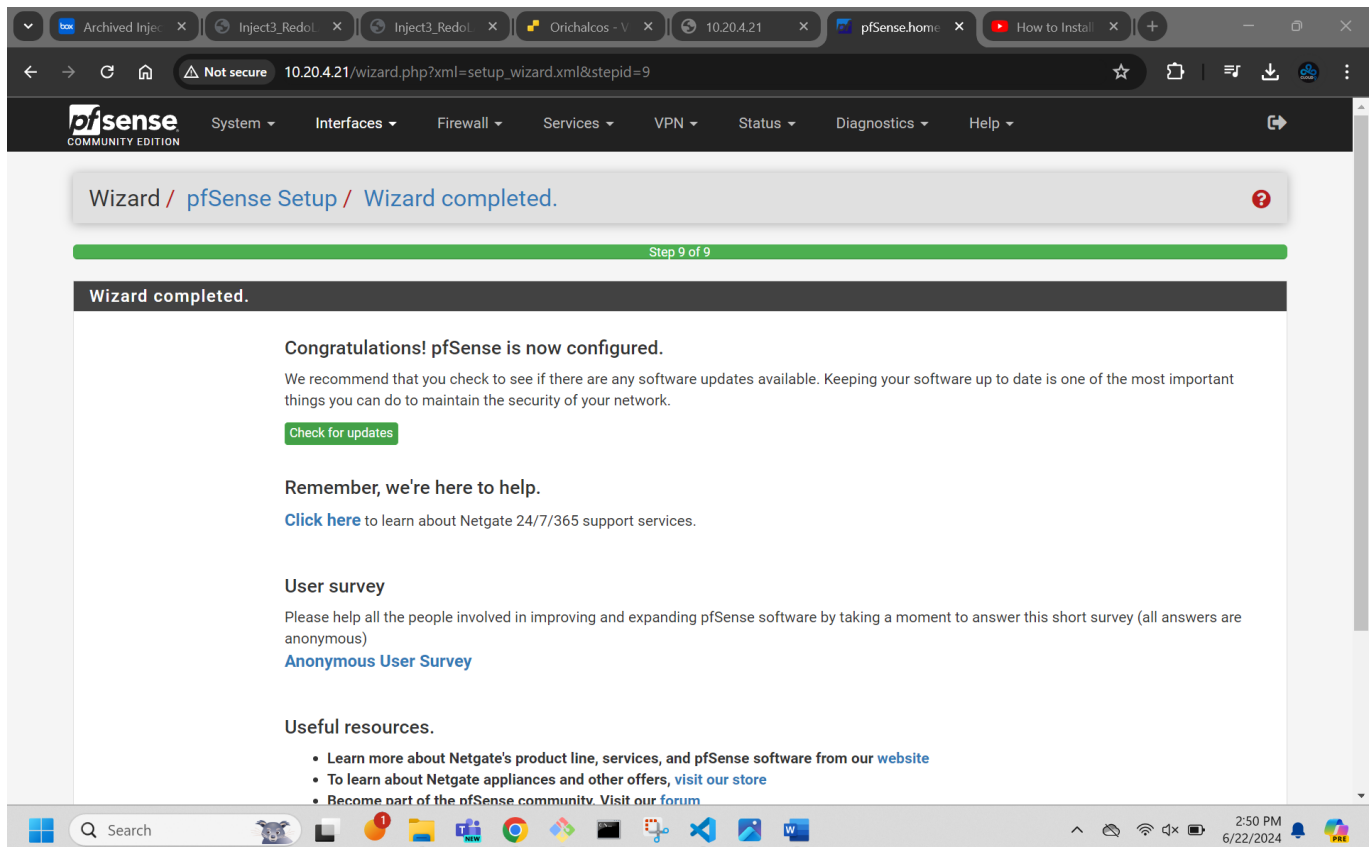 Archived Injec
Inject3_RedoL
Inject3_RedoL
Orichalcos - V
10.20.4.21
pfSense.home
How to Install
Not secure 10.20.4.21/wizard.php?xml=setup_wizard.xml&stepid=9
pfsense
COMMUNITY EDITION
System Interfaces Firewall Services VPN Status Diagnostics Help
Wizard / pfSense Setup / Wizard completed.
Step 9 of 9
Wizard completed.
Congratulations! pfSense is now configured.
We recommend that you check to see if there are any software updates available. Keeping your software up to date is one of the most important
things you can do to maintain the security of your network.
Check for updates
Remember, we're here to help.
Click here to learn about Netgate 24/7/365 support services.
User survey
Please help all the people involved in improving and expanding pfSense software by taking a moment to answer this short survey (all answers are
anonymous)
Anonymous User Survey
Useful resources.
Learn more about Netgate's product line, services, and pfSense software from our website
To learn about Netgate appliances and other offers, visit our store
Become part of the pfSense community. Visit our forum
Search
1
NEW
2:50 PM
6/22/2024
PRE